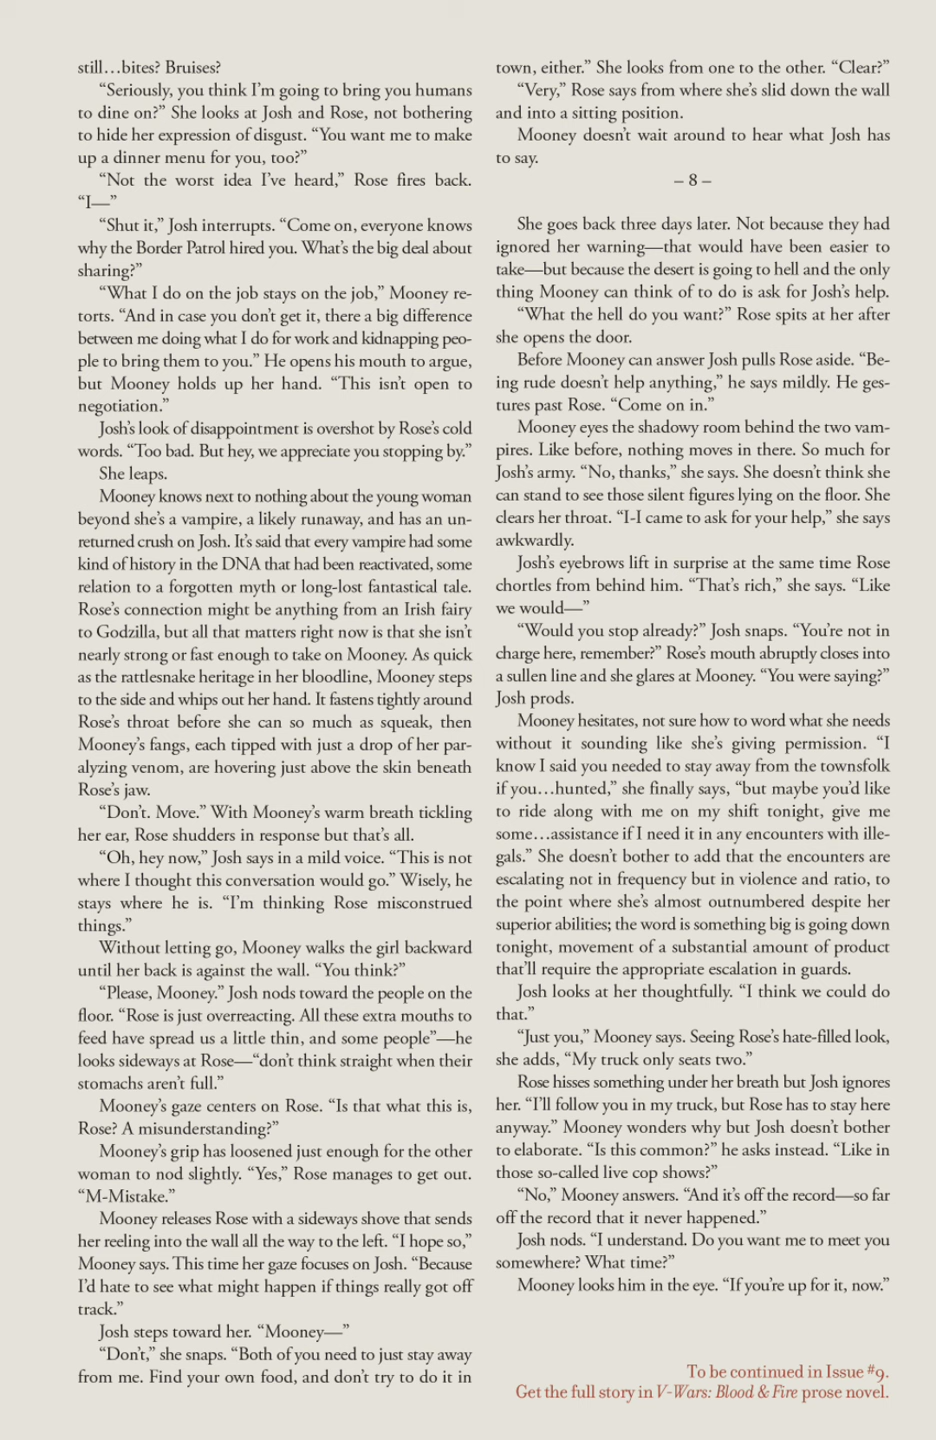 still…bites? Bruises?
“Seriously, you think I’m going to bring you humans
to dine on?” She looks at Josh and Rose, not bothering
to hide her expression of disgust. “You want me to make
up a dinner menu for you, too?”
“Not the worst idea I’ve heard,” Rose fires back.
“I—”
“Shut it,” Josh interrupts. “Come on, everyone knows
why the Border Patrol hired you. What’s the big deal about
sharing?”
“What I do on the job stays on the job,” Mooney re-
torts. “And in case you don’t get it, there a big difference
between me doing what I do for work and kidnapping peo-
ple to bring them to you.” He opens his mouth to argue,
but Mooney holds up her hand. “This isn’t open to
negotiation.”
Josh’s look of disappointment is overshot by Rose’s cold
words. “Too bad. But hey, we appreciate you stopping by.”
She leaps.
Mooney knows next to nothing about the young woman
beyond she’s a vampire, a likely runaway, and has an un-
returned crush on Josh. It’s said that every vampire had some
kind of history in the DNA that had been reactivated, some
relation to a forgotten myth or long-lost fantastical tale.
Rose’s connection might be anything from an Irish fairy
to Godzilla, but all that matters right now is that she isn’t
nearly strong or fast enough to take on Mooney. As quick
as the rattlesnake heritage in her bloodline, Mooney steps
to the side and whips out her hand. It fastens tightly around
Rose’s throat before she can so much as squeak, then
Mooney’s fangs, each tipped with just a drop of her par-
alyzing venom, are hovering just above the skin beneath
Rose’s jaw.
“Don’t. Move.” With Mooney’s warm breath tickling
her ear, Rose shudders in response but that’s all.
“Oh, hey now,” Josh says in a mild voice. “This is not
where I thought this conversation would go.” Wisely, he
stays where he is. “I’m thinking Rose misconstrued
things.”
Without letting go, Mooney walks the girl backward
until her back is against the wall. “You think?”
“Please, Mooney.” Josh nods toward the people on the
floor. “Rose is just overreacting. All these extra mouths to
feed have spread us a little thin, and some people”—he
looks sideways at Rose—“don’t think straight when their
stomachs aren’t full.”
Mooney’s gaze centers on Rose. “Is that what this is,
Rose? A misunderstanding?”
Mooney’s grip has loosened just enough for the other
woman to nod slightly. “Yes,” Rose manages to get out.
“M-Mistake.”
Mooney releases Rose with a sideways shove that sends
her reeling into the wall all the way to the left. “I hope so,”
Mooney says. This time her gaze focuses on Josh. “Because
I’d hate to see what might happen if things really got off
track.”
Josh steps toward her. “Mooney—”
“Don’t,” she snaps. “Both of you need to just stay away
from me. Find your own food, and don’t try to do it in
town, either.” She looks from one to the other. “Clear?”
“Very,” Rose says from where she’s slid down the wall
and into a sitting position.
Mooney doesn’t wait around to hear what Josh has
to say.
– 8 –
She goes back three days later. Not because they had
ignored her warning—that would have been easier to
take—but because the desert is going to hell and the only
thing Mooney can think of to do is ask for Josh’s help.
“What the hell do you want?” Rose spits at her after
she opens the door.
Before Mooney can answer Josh pulls Rose aside. “Be-
ing rude doesn’t help anything,” he says mildly. He ges-
tures past Rose. “Come on in.”
Mooney eyes the shadowy room behind the two vam-
pires. Like before, nothing moves in there. So much for
Josh’s army. “No, thanks,” she says. She doesn’t think she
can stand to see those silent figures lying on the floor. She
clears her throat. “I-I came to ask for your help,” she says
awkwardly.
Josh’s eyebrows lift in surprise at the same time Rose
chortles from behind him. “That’s rich,” she says. “Like
we would—”
“Would you stop already?” Josh snaps. “You’re not in
charge here, remember?” Rose’s mouth abruptly closes into
a sullen line and she glares at Mooney. “You were saying?”
Josh prods.
Mooney hesitates, not sure how to word what she needs
without it sounding like she’s giving permission. “I
know I said you needed to stay away from the townsfolk
if you…hunted,” she finally says, “but maybe you’d like
to ride along with me on my shift tonight, give me
some…assistance if I need it in any encounters with ille-
gals.” She doesn’t bother to add that the encounters are
escalating not in frequency but in violence and ratio, to
the point where she’s almost outnumbered despite her
superior abilities; the word is something big is going down
tonight, movement of a substantial amount of product
that’ll require the appropriate escalation in guards.
Josh looks at her thoughtfully. “I think we could do
that.”
“Just you,” Mooney says. Seeing Rose’s hate-filled look,
she adds, “My truck only seats two.”
Rose hisses something under her breath but Josh ignores
her. “I’ll follow you in my truck, but Rose has to stay here
anyway.” Mooney wonders why but Josh doesn’t bother
to elaborate. “Is this common?” he asks instead. “Like in
those so-called live cop shows?”
“No,” Mooney answers. “And it’s off the record—so far
off the record that it never happened.”
Josh nods. “I understand. Do you want me to meet you
somewhere? What time?”
Mooney looks him in the eye. “If you’re up for it, now.”
To be continued in Issue #9.
Get the full story in V-Wars: Blood & Fire prose novel.